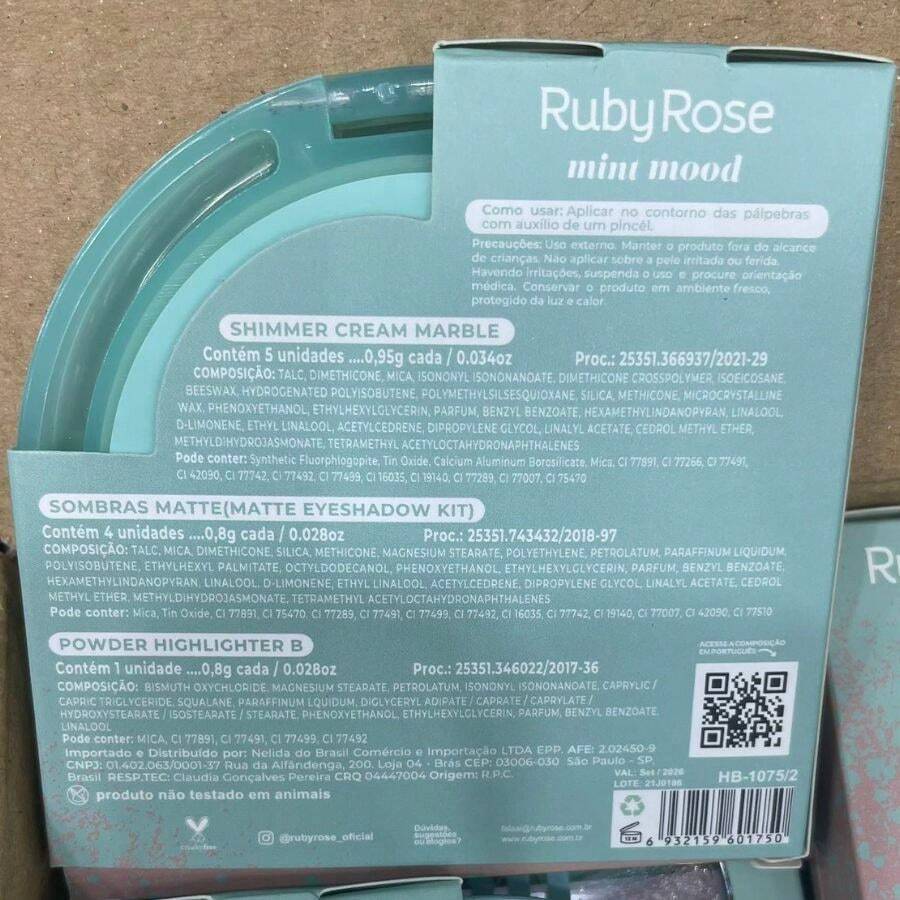 RubyRose
mint mood
Como usar: Aplicar no contorno das pálpebras
com auxílio de um pincél.
Precauções: Uso externo. Manter o produto fora do alcance
de crianças. Não aplicar sobre a pele irritada ou ferida.
Havendo irritações, suspenda o uso e procure orientação
médica. Conservar o produto em ambiente fresco,
protegido da luz e calor.
SHIMMER CREAM MARBLE
Contém 5 unidades ....0,95g cada / 0.034oz Proc.: 25351.366937/2021-29
COMPOSIÇÃO: TALC, DIMETHICONE, MICA, ISONONYL ISONONANOATE, DIMETHICONE CROSSPOLYMER, ISOEICOSANE,
BEESWAX, HYDROGENATED POLYISOBUTENE, POLYMETHYLSILSESQUIOXANE, SILICA, METHICONE, MICROCRYSTALLINE
WAX, PHENOXYETHANOL, ETHYLHEXYLGLYCERIN, PARFUM, BENZYL BENZOATE, HEXAMETHYLINDANOPYRAN, LINALOOL,
D-LIMONENE, ETHYL LINALOOL, ACETYLCEDRENE, DIPROPYLENE GLYCOL, LINALYL ACETATE, CEDROL METHYL ETHER,
METHYLDIHYDROJASMONATE, TETRAMETHYL ACETYLOCTAHYDRONAPHTHALENES
Pode conter: Synthetic Fluorphlogopite, Tin Oxide, Calcium Aluminum Borosilicate, Mica, CI 77891, CI 77266, CI 77491,
CI 42090, CI 77742, CI 77492, CI 77499, CI 16035, CI 19140, CI 77289, CI 77007, CI 75470
SOMBRAS MATTE(MATTE EYESHADOW KIT)
Contém 4 unidades ....0,8g cada / 0.028oz Proc.: 25351.743432/2018-97
COMPOSIÇÃO: TALC, MICA, DIMETHICONE, SILICA, METHICONE, MAGNESIUM STEARATE, POLYETHYLENE, PETROLATUM, PARAFFINUM LIQUIDUM,
POLYISOBUTENE, ETHYLHEXYL PALMITATE, OCTYLDODECANOL, PHENOXYETHANOL, ETHYLHEXYLGLYCERIN, PARFUM, BENZYL BENZOATE,
HEXAMETHYLINDANOPYRAN, LINALOOL, D-LIMONENE, ETHYL LINALOOL, ACETYLCEDRENE, DIPROPYLENE GLYCOL, LINALYL ACETATE, CEDROL
METHYL ETHER, METHYLDIHYDROJASMONATE, TETRAMETHYL ACETYLOCTAHYDRONAPHTHALENES
Pode conter: Mica, Tin Oxide, CI 77891, CI 75470, CI 77289, CI 77491, CI 77499, CI 77492, CI 16035, CI 77742, CI 19140, CI 77007, CI 42090, CI 77510
POWDER HIGHLIGHTER B
Contém 1 unidade ....0,8g cada / 0.028oz Proc.: 25351.346022/2017-36
COMPOSIÇÃO: BISMUTH OXYCHLORIDE, MAGNESIUM STEARATE, PETROLATUM, ISONONYL ISONONANOATE, CAPRYLIC /
CAPRIC TRIGLYCERIDE, SQUALANE, PARAFFINUM LQUIDUM, DIGLYCERYL ADIPATE / CAPRATE / CAPRYLATE /
HYDROXYSTEARATE / ISOSTEARATE / STEARATE, PHENOXYETHANOL, ETHYLHEXYLGLYCERIN, PARFUM, BENZYL BENZOATE,
LINALOOL
Pode conter: MICA, CI 77891, CI 77491, CI 77499, CI 77492
ACESSE A COMPOSIÇÃO
EM PORTUGUÊS
Importado e Distribuído por: Nelida do Brasil Comércio e Importação LTDA EPP. AFE: 2.02450-9
CNPJ: 01.402.063/0001-37 Rua da Alfândenga, 200. Loja 04 - Brás CEP: 03006-030 São Paulo - SP.
Brasil RESP.TEC: Claudia Gonçalves Pereira CRQ 04447004 Origem: R.P.C.
produto não testado em animais
VAL: Set / 2026
LOTE: 21J0186
HB-1075/2
crueltyfree
@rubyrose_oficial
Dúvidas,
sugestões
ou elogios?
falaai@rubyrose.com.br
www.rubyrose.com.br
12 M
6 932159 601750
Ru